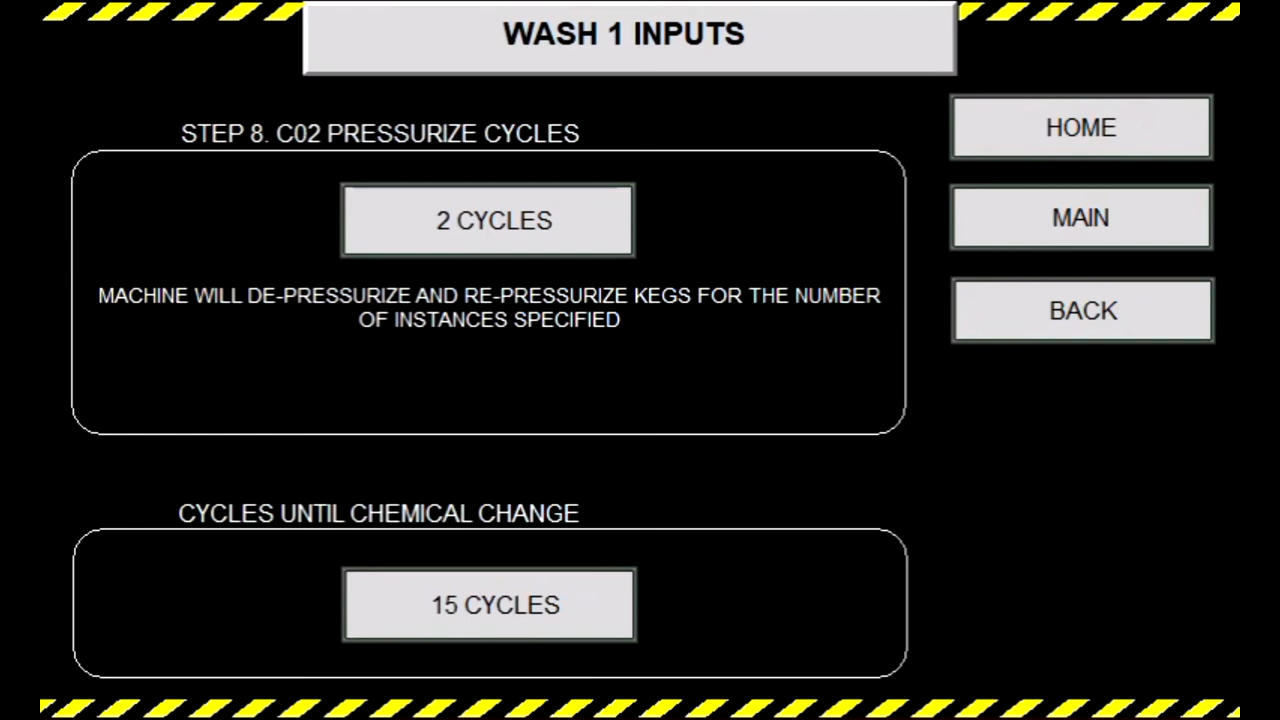 WASH 1 INPUTS
STEP 8. C02 PRESSURIZE CYCLES
2 CYCLES
MACHINE WILL DE-PRESSURIZE AND RE-PRESSURIZE KEGS FOR THE NUMBER
OF INSTANCES SPECIFIED
HOME
MAIN
BACK
CYCLES UNTIL CHEMICAL CHANGE
15 CYCLES